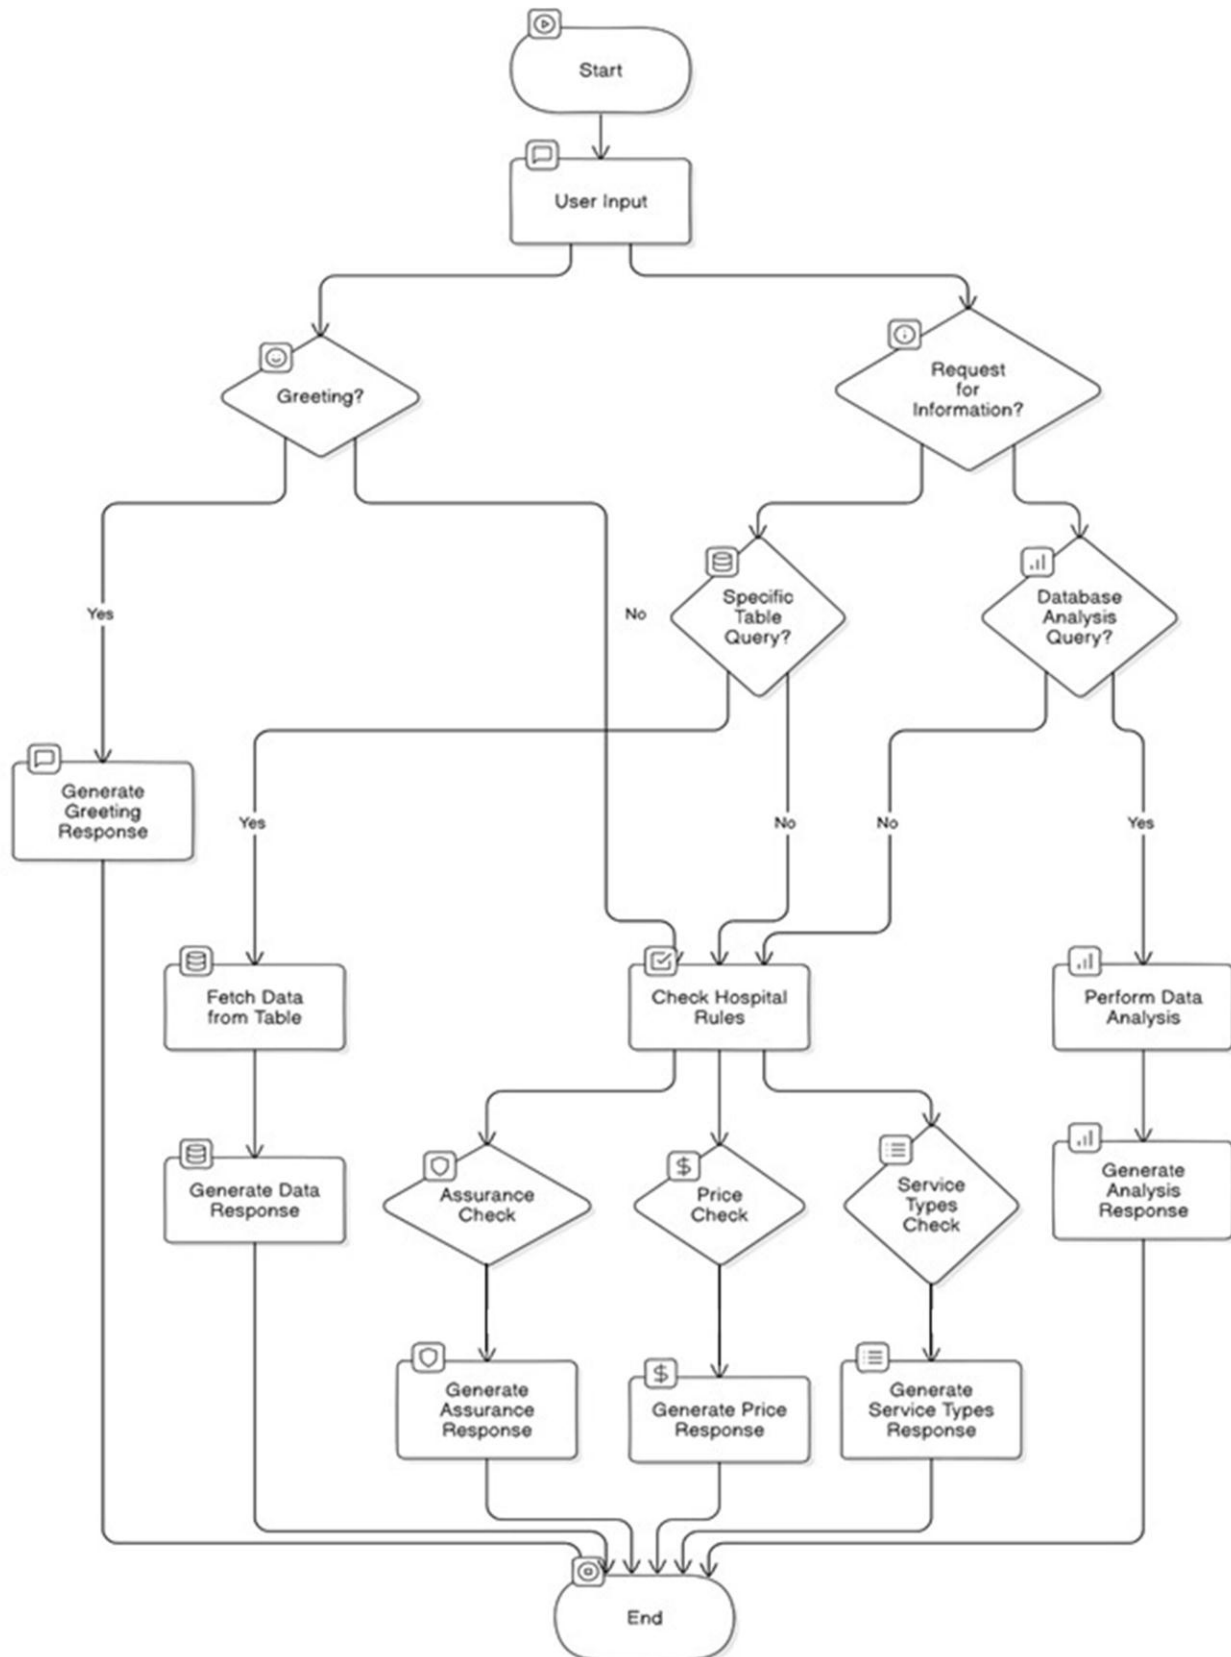 Start
User Input
Greeting?
Request
for
Information?
Specific
Table
Query?
Database
Analysis
Query?
Yes
No
Generate
Greeting
Response
Yes
No
No
Yes
Fetch Data
from Table
Check Hospital
Rules
Perform Data
Analysis
Generate Data
Response
Assurance
Check
Price
Check
Service
Types
Check
Generate
Analysis
Response
Generate
Assurance
Response
Generate Price
Response
Generate
Service Types
Response
End